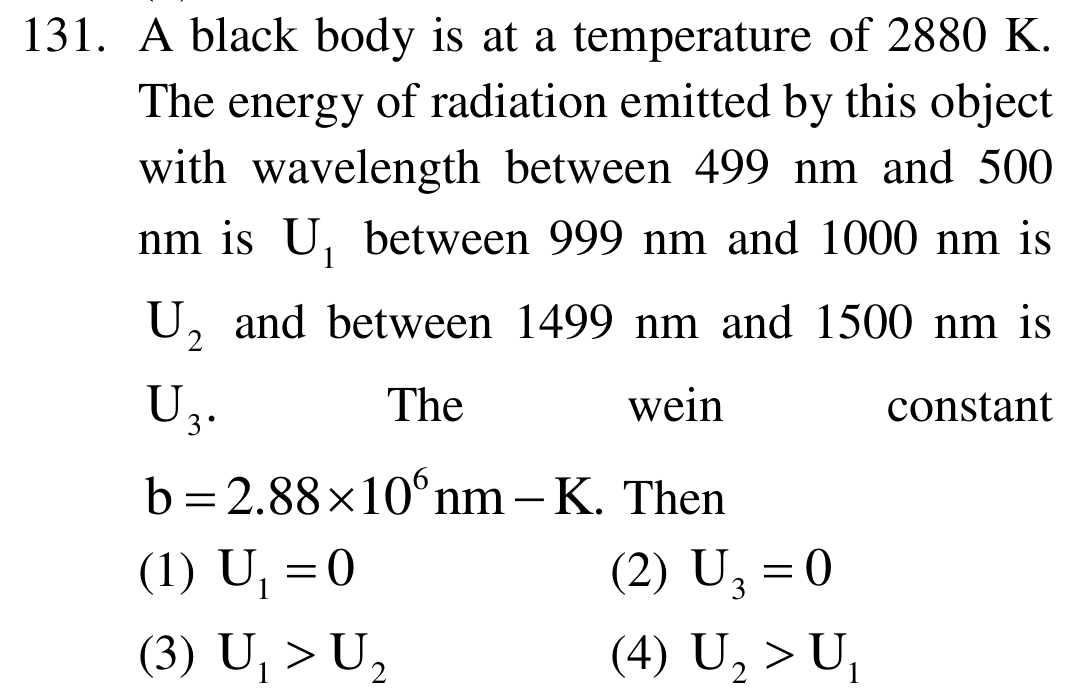 131. A black body is at a temperature of 2880 K.
The energy of radiation emitted by this object
with wavelength between 499 nm and 500
nm is U₁ between 999 nm and 1000 nm is
U₂ and between 1499 nm and 1500 nm is
U₃. The wein constant
b = 2.88×10⁶ nm – K. Then
(1) U₁ = 0 (2) U₃ = 0
(3) U₁ > U₂ (4) U₂ > U₁